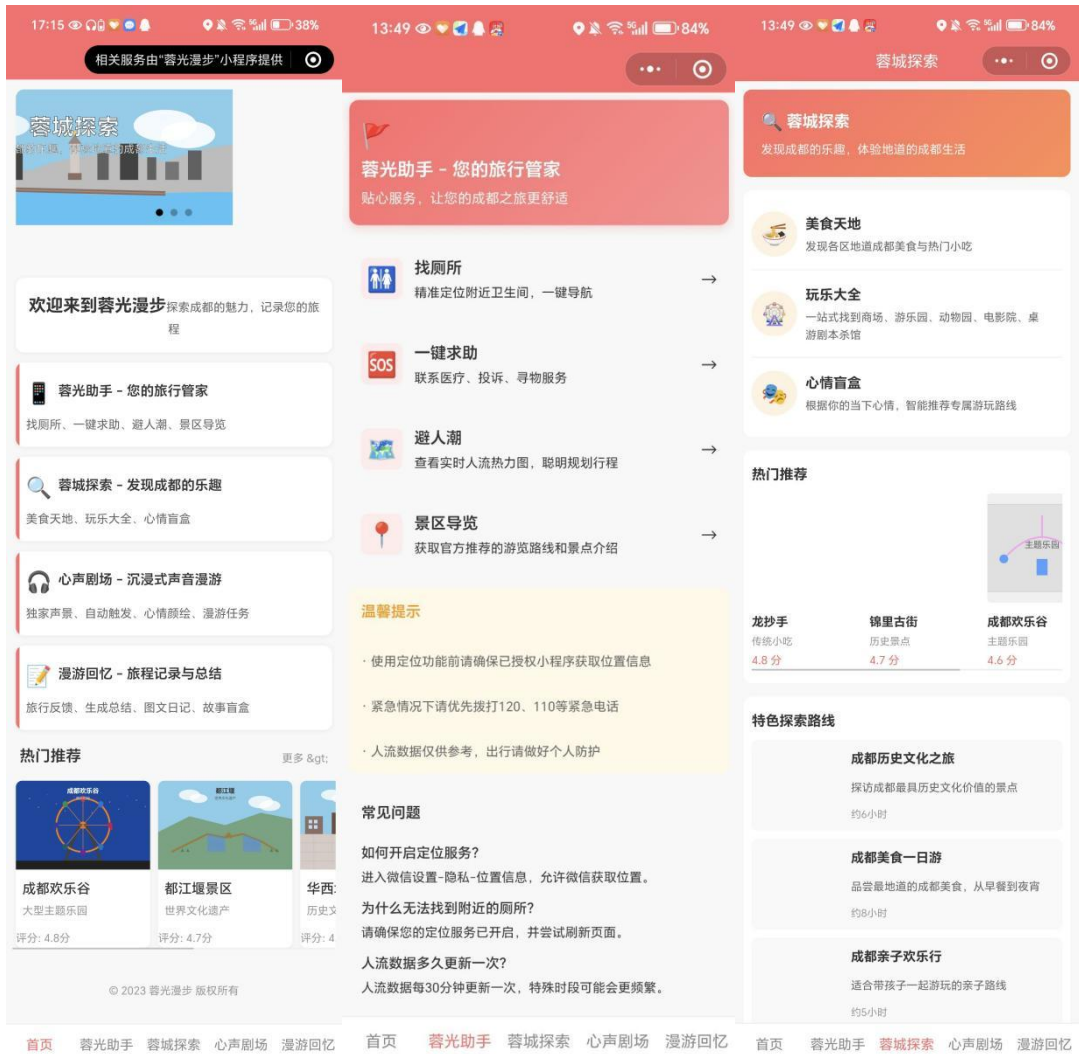 17:15
38%
相关服务由“蓉光漫步”小程序提供
蓉城探索
欢迎来到蓉光漫步探索成都的魅力，记录您的旅
程
蓉光助手 - 您的旅行管家
找厕所、一键求助、避人潮、景区导览
蓉城探索 - 发现成都的乐趣
美食天地、玩乐大全、心情盲盒
心声剧场 - 沉浸式声音漫游
独家声景、自动触发、心情颜绘、漫游任务
漫游回忆 - 旅程记录与总结
旅行反馈、生成总结、图文日记、故事盲盒
热门推荐
更多 &gt;
成都欢乐谷
都江堰
成都欢乐谷
大型主题乐园
评分: 4.8分
都江堰景区
世界文化遗产
评分: 4.7分
华西
历史文
评分: 4
© 2023 蓉光漫步 版权所有
首页 蓉光助手 蓉城探索 心声剧场 漫游回忆
13:49
5G
84%
蓉光助手 - 您的旅行管家
贴心服务，让您的成都之旅更舒适
找厕所
精准定位附近卫生间，一键导航
→
SOS
一键求助
联系医疗、投诉、寻物服务
→
避人潮
查看实时人流热力图，聪明规划行程
→
景区导览
获取官方推荐的游览路线和景点介绍
→
温馨提示
· 使用定位功能前请确保已授权小程序获取位置信息
· 紧急情况下请优先拨打120、110等紧急电话
· 人流数据仅供参考，出行请做好个人防护
常见问题
如何开启定位服务？
进入微信设置-隐私-位置信息，允许微信获取位置。
为什么无法找到附近的厕所？
请确保您的定位服务已开启，并尝试刷新页面。
人流数据多久更新一次？
人流数据每30分钟更新一次，特殊时段可能会更频繁。
首页 蓉光助手 蓉城探索 心声剧场 漫游回忆
13:49
5G
84%
蓉城探索
蓉城探索
发现成都的乐趣，体验地道的成都生活
美食天地
发现各区地道成都美食与热门小吃
玩乐大全
一站式找到商场、游乐园、动物园、电影院、桌
游剧本杀馆
心情盲盒
根据你的当下心情，智能推荐专属游玩路线
热门推荐
主题乐园
龙抄手
传统小吃
4.8 分
锦里古街
历史景点
4.7 分
成都欢乐谷
主题乐园
4.6 分
特色探索路线
成都历史文化之旅
探访成都最具历史文化价值的景点
约6小时
成都美食一日游
品尝最地道的成都美食，从早餐到夜宵
约8小时
成都亲子欢乐行
适合带孩子一起游玩的亲子路线
约5小时
首页 蓉光助手 蓉城探索 心声剧场 漫游回忆